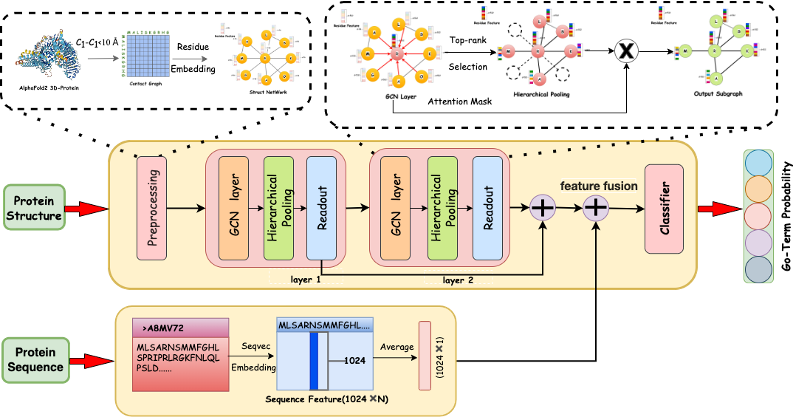 C₁-C₁<10 Å
M A L I S E G S H G
Residue
Embedding
Residue Feature
AlphaFold2 3D-Protein
Contact Graph
Struct NetWork
Residue Feature
Top-rank
Selection
GCN Layer
Attention Mask
Residue Feature
Hierarchical Pooling
X
Residue Feature
Output Subgraph
Protein
Structure
Preprocessing
GCN layer
Hierarchical
Pooling
Readout
layer 1
GCN layer
Hierarchical
Pooling
Readout
layer 2
feature fusion
Classifier
Go-Term Probability
Protein
Sequence
>A8MV72
MLSARNSMMFGHL
SPRIPRLRGKFNLQL
PSLD......
Seqvec
Embedding
MLSARNSMMFGHL....
1024
Sequence Feature(1024 ×N)
Average
(1024 ×1)